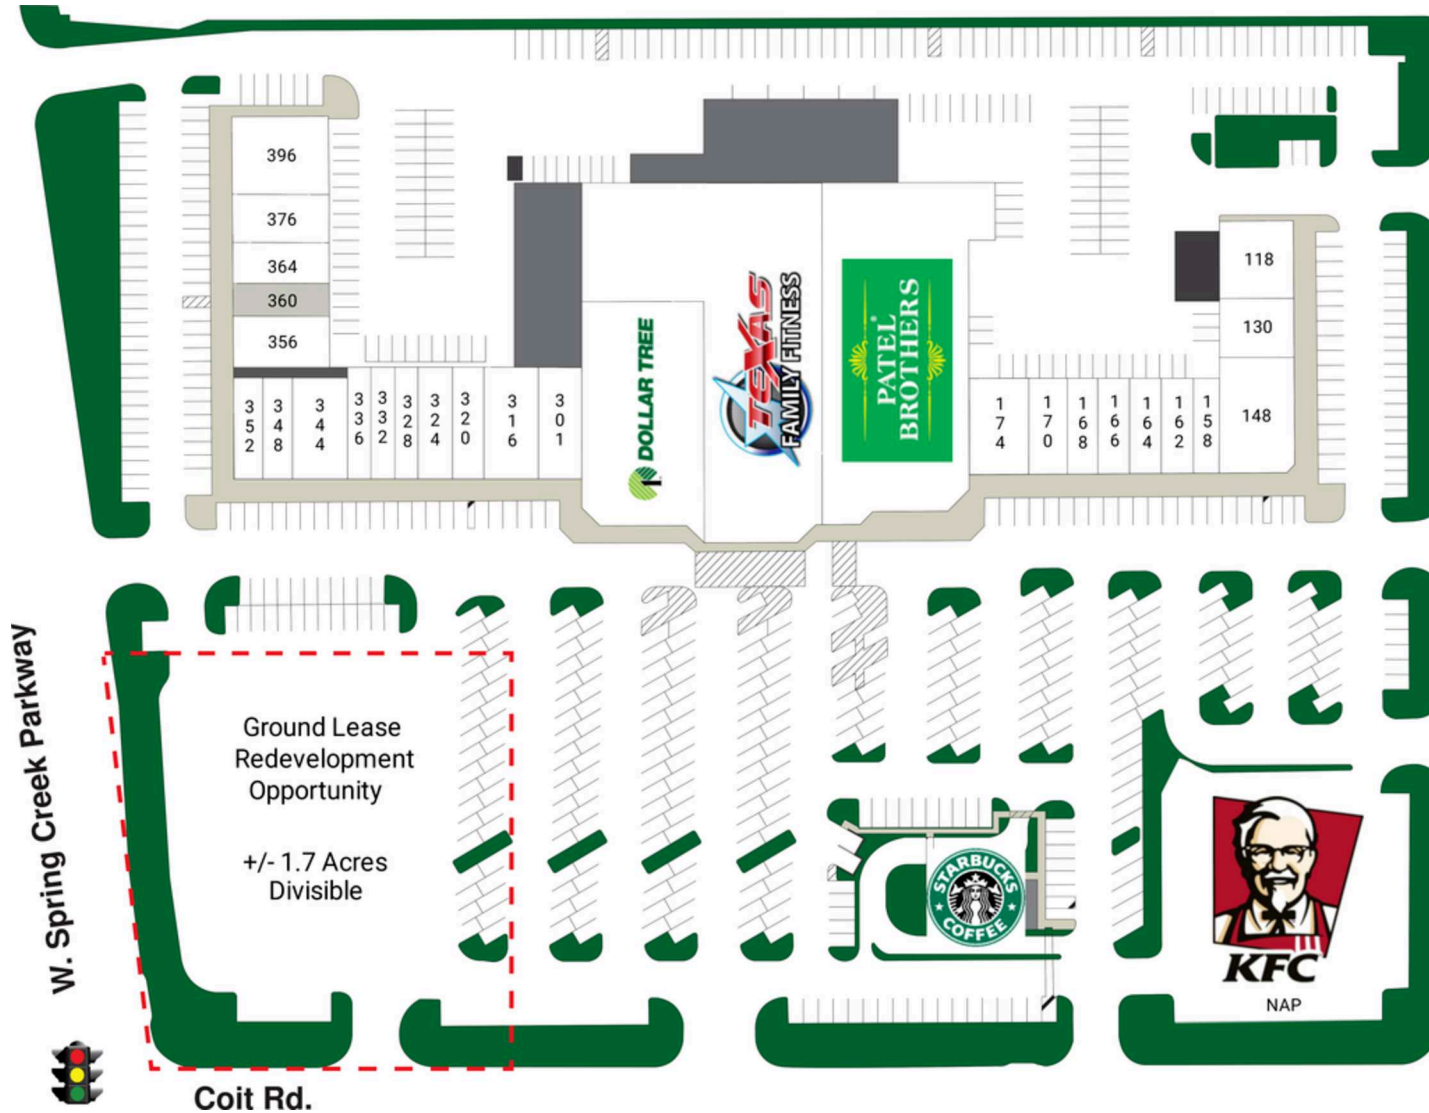 396
376
364
360
356
352
348
344
336
332
328
324
320
316
301
DOLLAR TREE
TEXAS
FAMILY FITNESS
PATEL®
BROTHERS
174
170
168
166
164
162
158
148
118
130
W. Spring Creek Parkway
Ground Lease
Redevelopment
Opportunity
+/- 1.7 Acres
Divisible
STARBUCKS
COFFEE
KFC
NAP
Coit Rd.